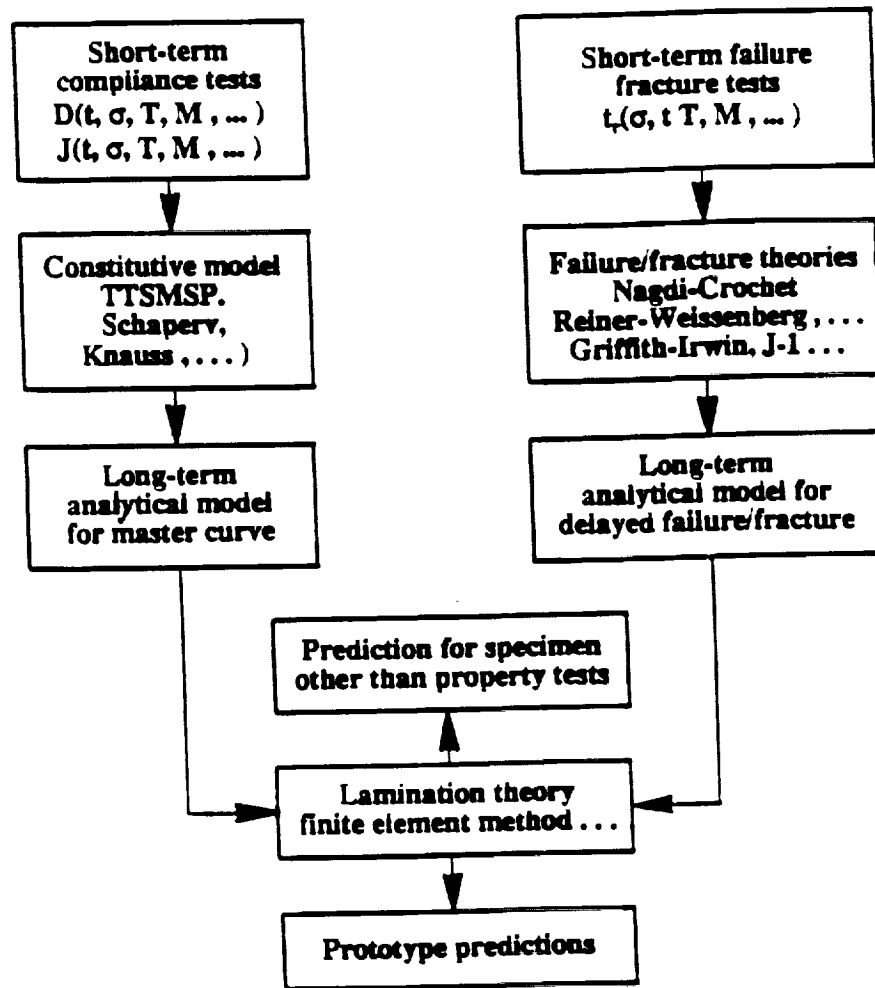 Short-term
compliance tests
D(t, σ, T, M , ... )
J(t, σ, T, M , ... )
Short-term failure
fracture tests
tᵣ(σ, t T, M , ... )
Constitutive model
TTSMSP.
Schaperv,
Knauss , . . . )
Failure/fracture theories
Nagdi-Crochet
Reiner-Weissenberg , . . .
Griffith-Irwin, J-1 . . .
Long-term
analytical model
for master curve
Long-term
analytical model for
delayed failure/fracture
Prediction for specimen
other than property tests
Lamination theory
finite element method . . .
Prototype predictions